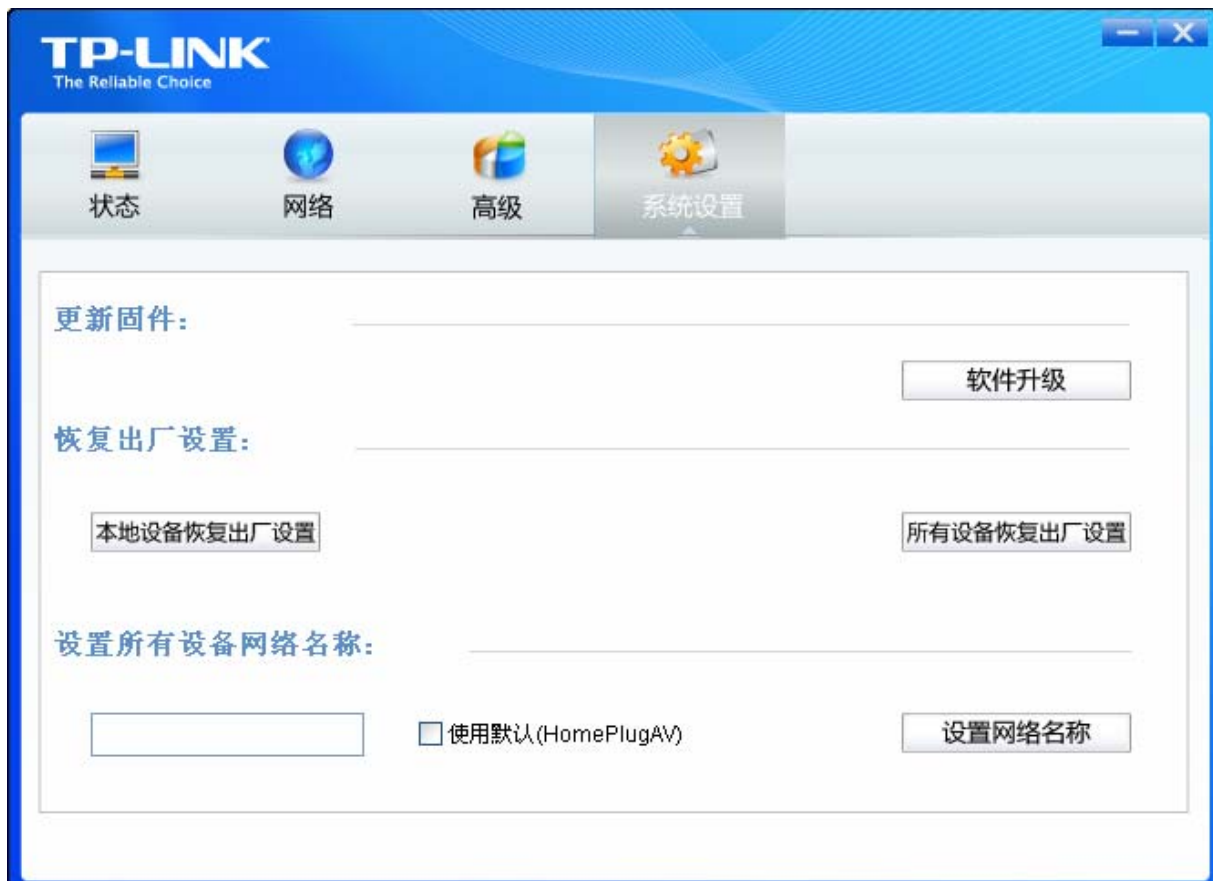 TP-LINK
The Reliable Choice
状态 网络 高级 系统设置
更新固件：
软件升级
恢复出厂设置：
本地设备恢复出厂设置 所有设备恢复出厂设置
设置所有设备网络名称：
使用默认(HomePlugAV) 设置网络名称